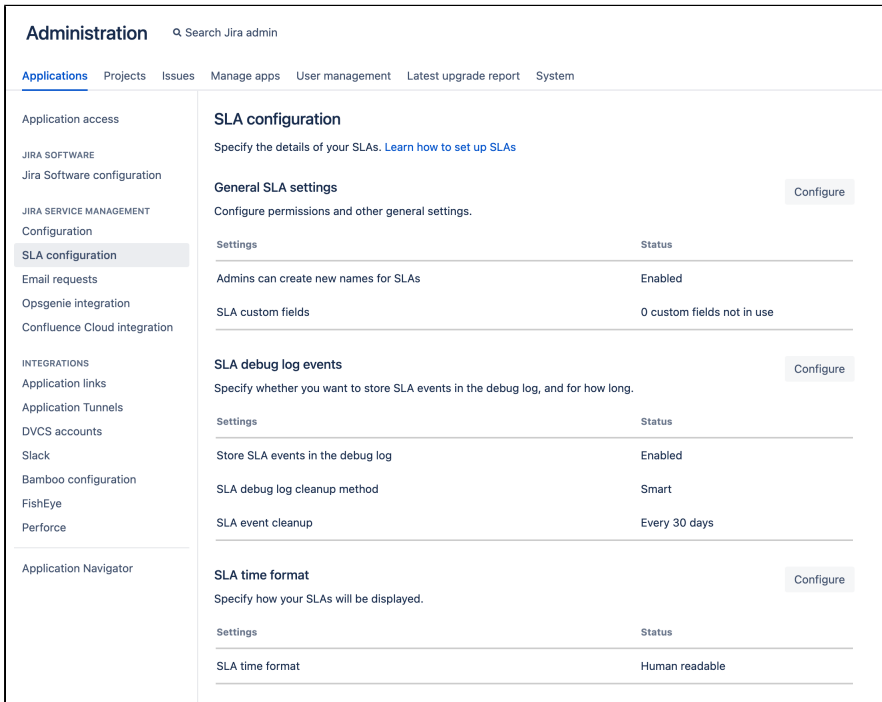 Administration
Search Jira admin
Applications Projects Issues Manage apps User management Latest upgrade report System
Application access
JIRA SOFTWARE
Jira Software configuration
JIRA SERVICE MANAGEMENT
Configuration
SLA configuration
Email requests
Opsgenie integration
Confluence Cloud integration
INTEGRATIONS
Application links
Application Tunnels
DVCS accounts
Slack
Bamboo configuration
FishEye
Perforce
Application Navigator
SLA configuration
Specify the details of your SLAs. Learn how to set up SLAs
General SLA settings
Configure
Configure permissions and other general settings.
Settings Status
Admins can create new names for SLAs Enabled
SLA custom fields 0 custom fields not in use
SLA debug log events
Configure
Specify whether you want to store SLA events in the debug log, and for how long.
Settings Status
Store SLA events in the debug log Enabled
SLA debug log cleanup method Smart
SLA event cleanup Every 30 days
SLA time format
Configure
Specify how your SLAs will be displayed.
Settings Status
SLA time format Human readable